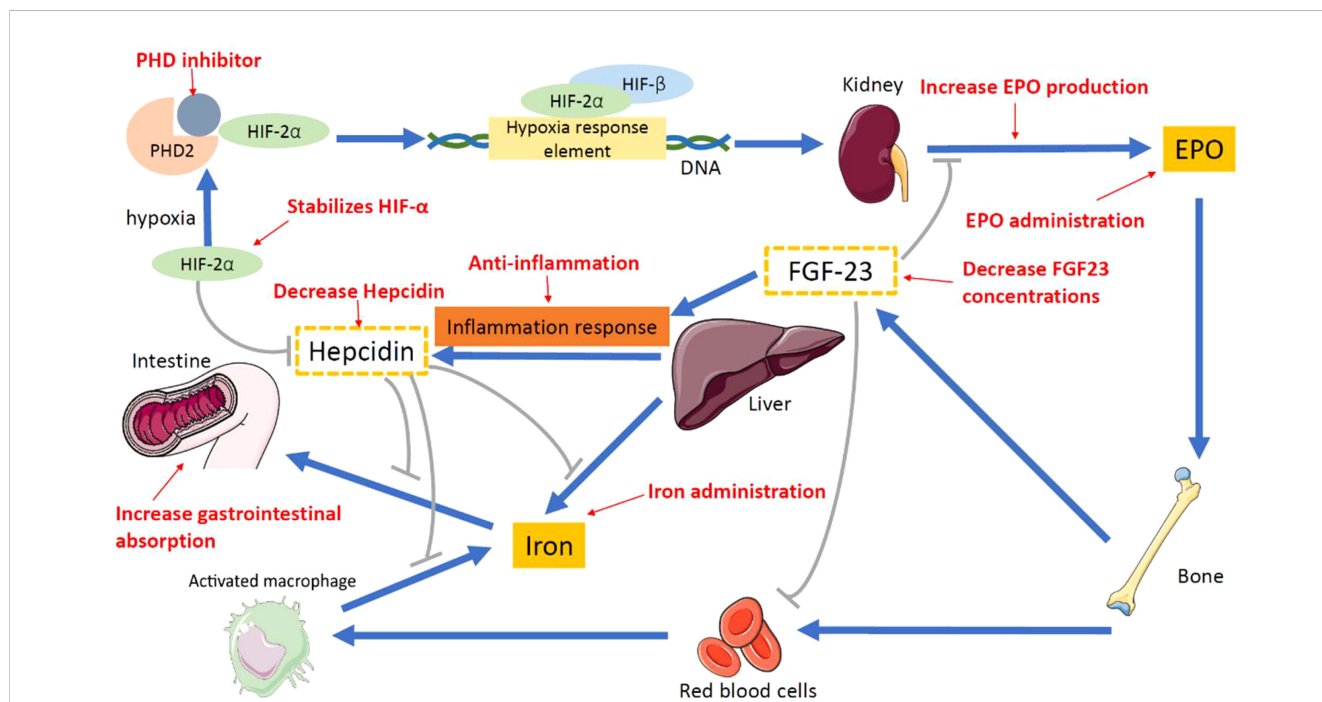 PHD inhibitor
HIF-β
HIF-2α
Kidney
Increase EPO production
HIF-2α
PHD2
Hypoxia response
element
DNA
EPO
hypoxia
Stabilizes HIF-α
EPO administration
HIF-2α
Anti-inflammation
FGF-23
Decrease FGF23
concentrations
Decrease Hepcidin
Inflammation response
Hepcidin
Intestine
Liver
Increase gastrointestinal
absorption
Iron administration
Iron
Activated macrophage
Bone
Red blood cells